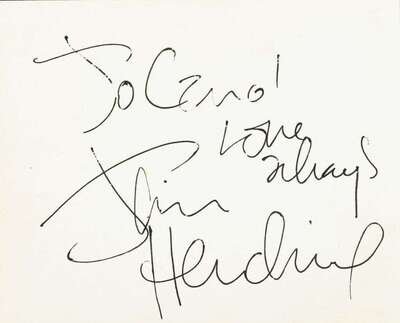 To Carol
Love
always
Jimi
Hendrix